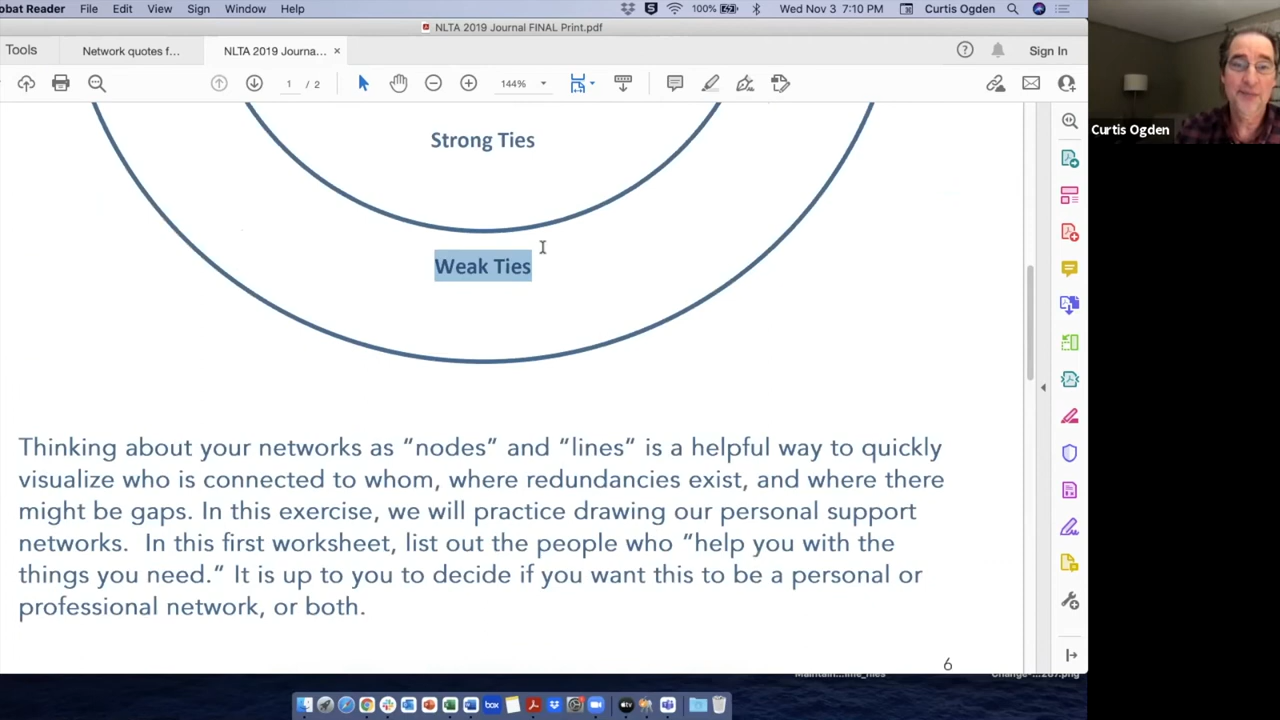 obat Reader File Edit View Sign Window Help 100% Wed Nov 3 7:10 PM Curtis Ogden
NLTA 2019 Journal FINAL Print.pdf
Tools Network quotes f... NLTA 2019 Journa... × Sign In
1 / 2 144%
Curtis Ogden
Strong Ties
Weak Ties
Thinking about your networks as “nodes” and “lines” is a helpful way to quickly
visualize who is connected to whom, where redundancies exist, and where there
might be gaps. In this exercise, we will practice drawing our personal support
networks. In this first worksheet, list out the people who “help you with the
things you need.” It is up to you to decide if you want this to be a personal or
professional network, or both.
6
box
tv